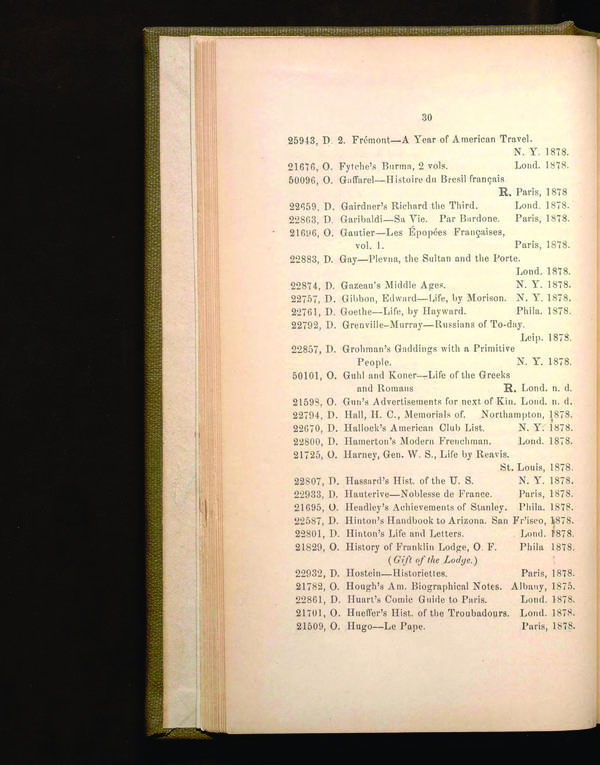 30
25943, D. 2. Frémont—A Year of American Travel.
N. Y. 1878.
21676, O. Fytche's Burma, 2 vols. Lond. 1878.
50096, O. Gaffarel—Histoire du Bresil français
R. Paris, 1878
22659, D. Gairdner's Richard the Third. Lond. 1878.
22863, D. Garibaldi—Sa Vie. Par Bardone. Paris, 1878.
21696, O. Gautier—Les Épopées Françaises,
vol. 1. Paris, 1878.
22883, D. Gay—Plevna, the Sultan and the Porte.
Lond. 1878.
22874, D. Gazeau's Middle Ages. N. Y. 1878.
22757, D. Gibbon, Edward—Life, by Morison. N. Y. 1878.
22761, D. Goethe—Life, by Hayward. Phila. 1878.
22792, D. Grenville-Murray—Russians of To-day.
Leip. 1878.
22857, D. Grohman's Gaddings with a Primitive
People. N. Y. 1878.
50101, O. Guhl and Koner—Life of the Greeks
and Romans R. Lond. n. d.
21598, O. Gun's Advertisements for next of Kin. Lond. n. d.
22794, D. Hall, H. C., Memorials of. Northampton, 1878.
22670, D. Hallock's American Club List. N. Y. 1878.
22800, D. Hamerton's Modern Frenchman. Lond. 1878.
21725, O. Harney, Gen. W. S., Life by Reavis.
St. Louis, 1878.
22807, D. Hassard's Hist. of the U. S. N. Y. 1878.
22933, D. Hauterive—Noblesse de France. Paris, 1878.
21695, O. Headley's Achievements of Stanley. Phila. 1878.
22587, D. Hinton's Handbook to Arizona. San Fr'isco, 1878.
22801, D. Hinton's Life and Letters. Lond. 1878.
21829, O. History of Franklin Lodge, O. F. Phila 1878.
(Gift of the Lodge.)
22932, D. Hostein—Historiettes. Paris, 1878.
21782, O. Hough's Am. Biographical Notes. Albany, 1875.
22861, D. Huart's Comic Guide to Paris. Lond. 1878.
21701, O. Hueffer's Hist. of the Troubadours. Lond. 1878.
21509, O. Hugo—Le Pape. Paris, 1878.